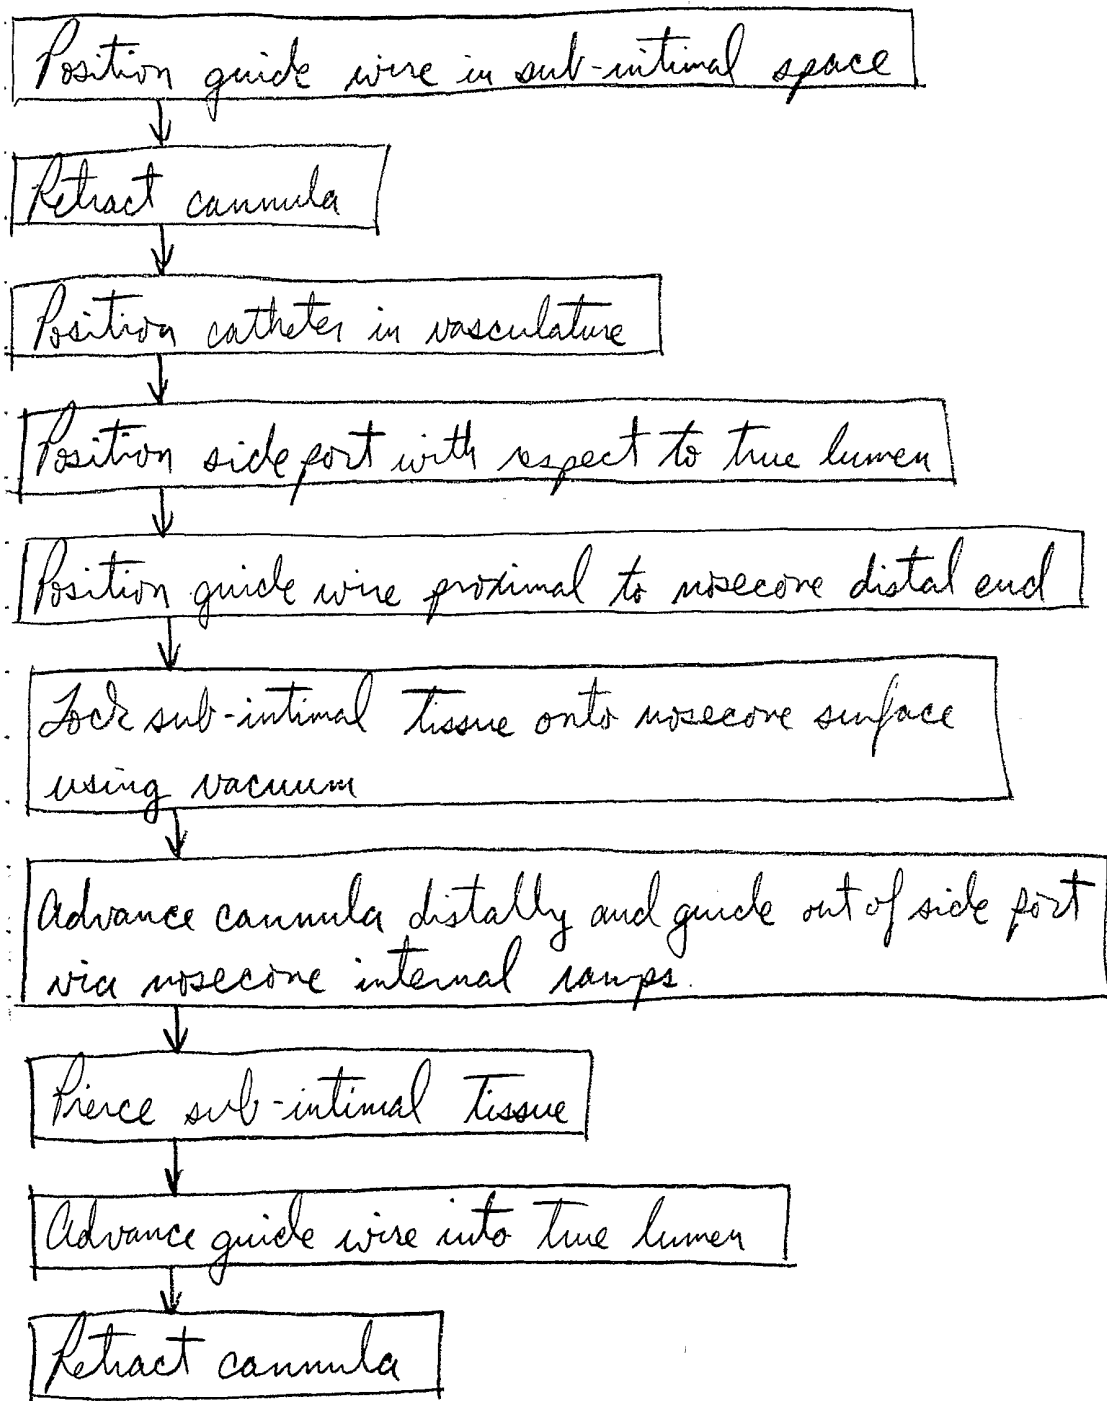 Position guide wire in sub-intimal space
Retract cannula
Position catheter in vasculature
Position side port with respect to true lumen
Position guide wire proximal to nosecone distal end
Lock sub-intimal tissue onto nosecone surface
using vacuum
Advance cannula distally and guide out of side port
via nosecone internal ramps.
Pierce sub-intimal tissue
Advance guide wire into true lumen
Retract cannula